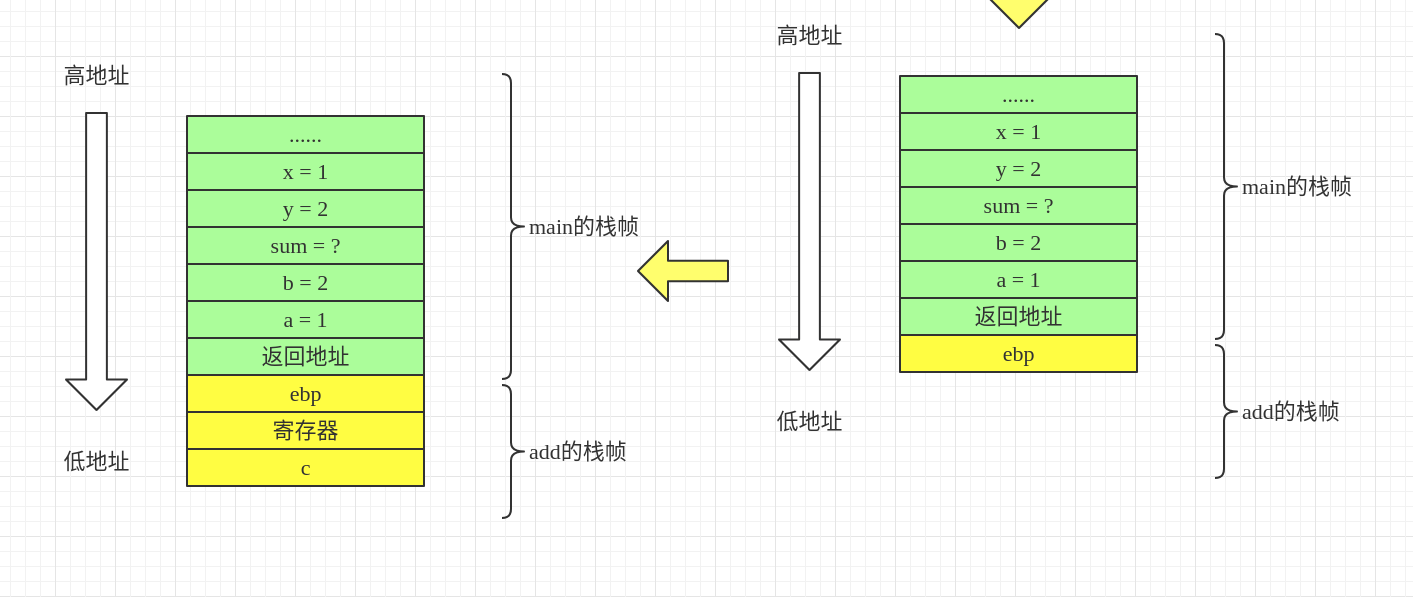 高地址
......
x = 1
y = 2
sum = ?
b = 2
a = 1
返回地址
ebp
寄存器
c
低地址
main的栈帧
add的栈帧
高地址
......
x = 1
y = 2
sum = ?
b = 2
a = 1
返回地址
ebp
低地址
main的栈帧
add的栈帧